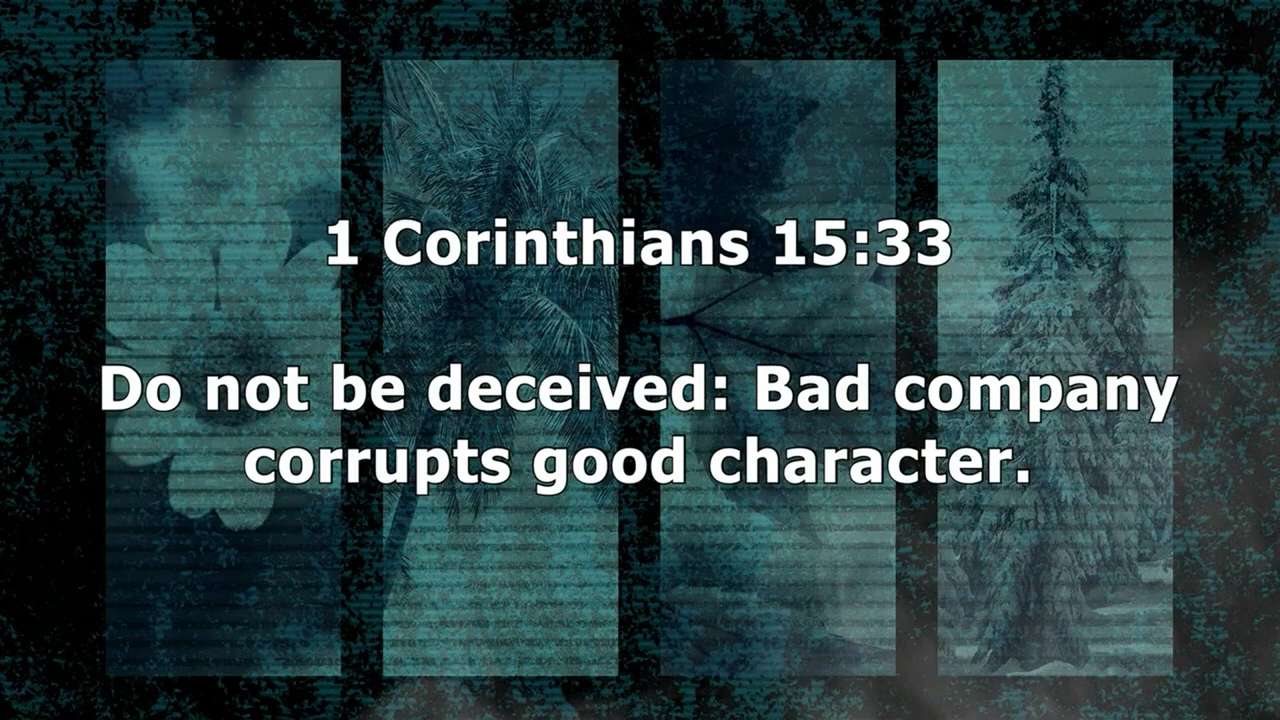 1 Corinthians 15:33
Do not be deceived: Bad company
corrupts good character.